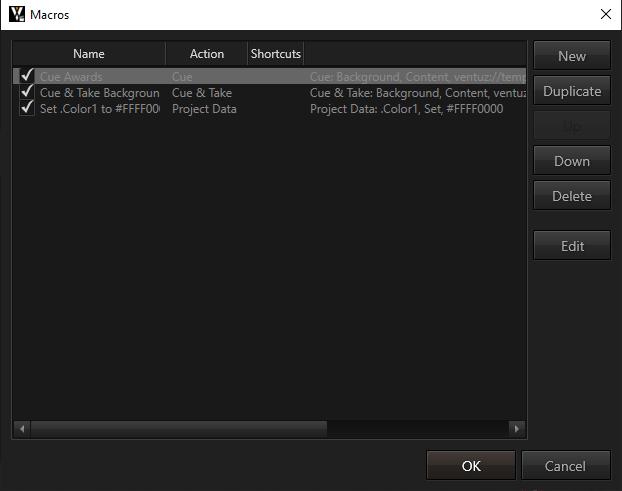 Macros
Name Action Shortcuts
Cue Awards Cue Cue: Background, Content, ventuz://temp
Cue & Take Backgroun Cue & Take Cue & Take: Background, Content, ventuz
Set .Color1 to #FFFF00 Project Data Project Data: .Color1, Set, #FFFF0000
New
Duplicate
Up
Down
Delete
Edit
OK Cancel